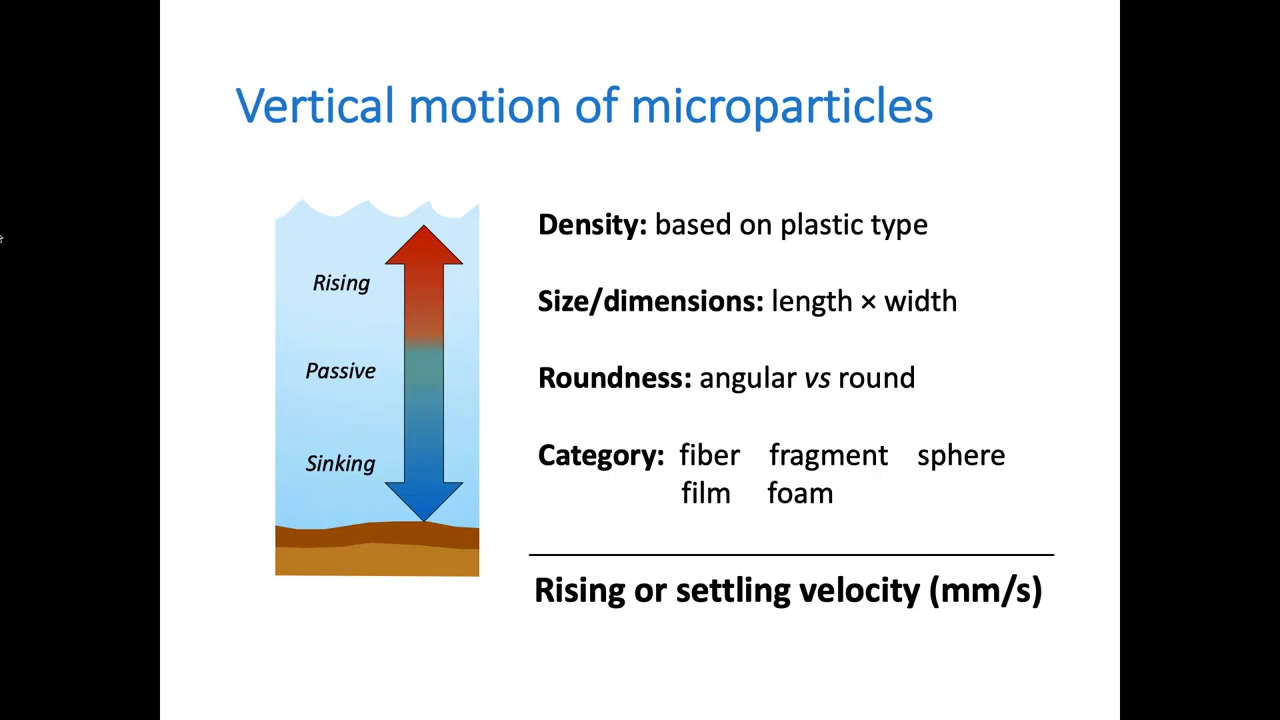 Vertical motion of microparticles
Rising
Passive
Sinking
Density: based on plastic type
Size/dimensions: length × width
Roundness: angular vs round
Category: fiber fragment sphere
film foam
Rising or settling velocity (mm/s)